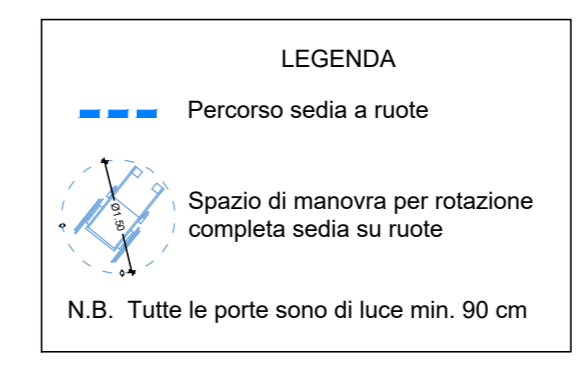 LEGENDA
Percorso sedia a ruote
Ø1.50
Spazio di manovra per rotazione
completa sedia su ruote
N.B. Tutte le porte sono di luce min. 90 cm